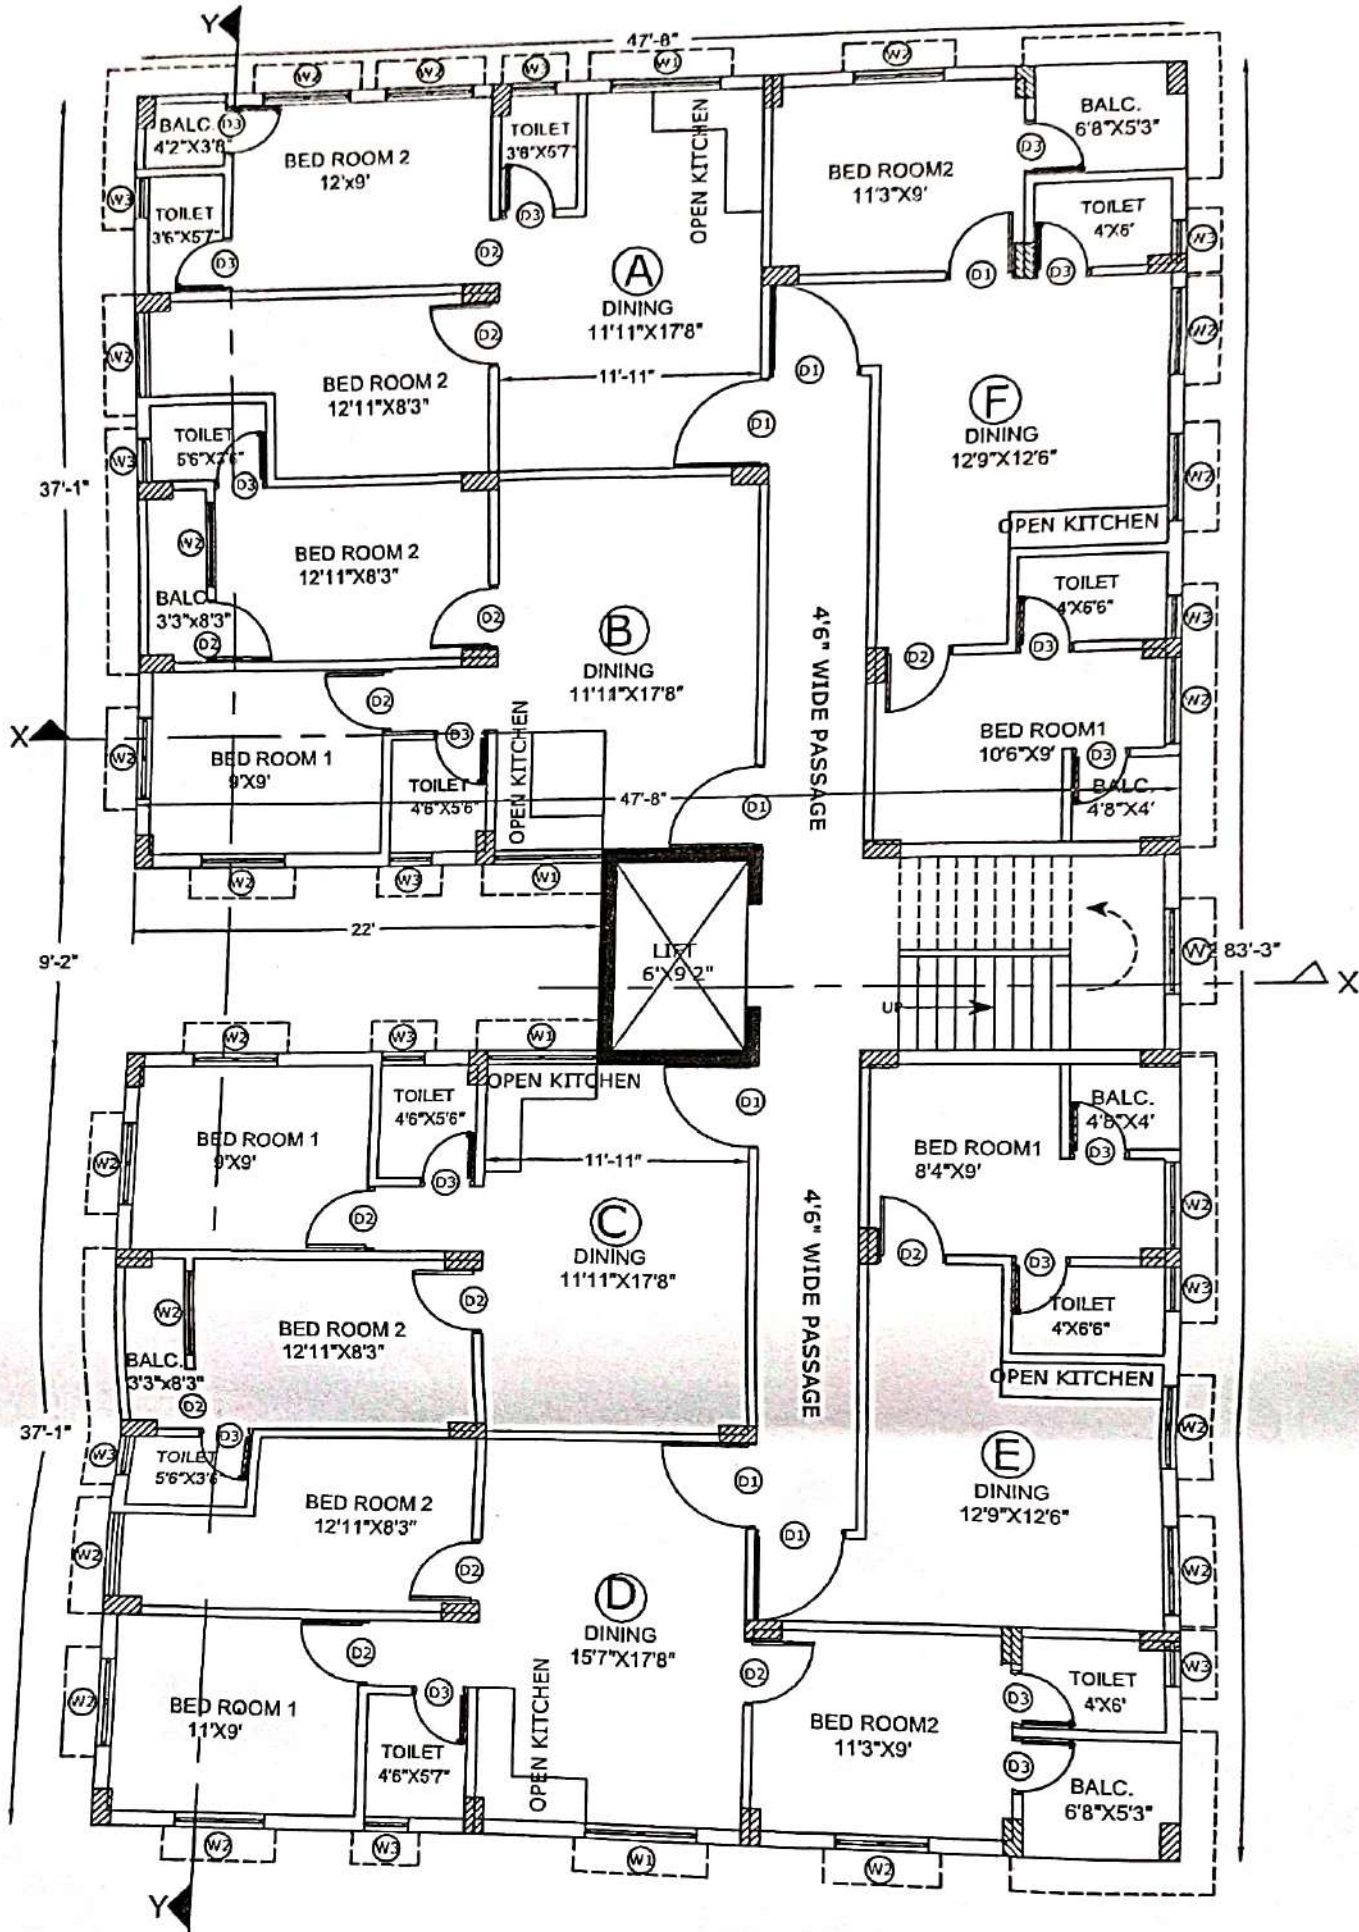 Y
47'-8"
W2
W2
W3
W1
W2
BALC.
4'2"X3'8"
D3
BED ROOM 2
12'x9'
TOILET
3'8"X5'7"
D3
OPEN KITCHEN
BED ROOM2
11'3"X9'
D3
BALC.
6'8"X5'3"
W3
TOILET
3'6"X5'7"
D3
D2
TOILET
4'X6'
W3
D1
D3
A
DINING
11'11"X17'8"
11'-11"
W2
BED ROOM 2
12'11"X8'3"
D2
D1
D1
W2
F
DINING
12'9"X12'6"
W2
OPEN KITCHEN
W3
TOILET
5'6"X3'6"
D3
37'-1"
W2
BED ROOM 2
12'11"X8'3"
BALC.
3'3"x8'3"
D2
D2
B
DINING
11'11"X17'8"
4'6" WIDE PASSAGE
TOILET
4'X6'6"
W3
D3
D2
D2
D3
BED ROOM1
10'6"X9'
W2
X
W2
BED ROOM 1
9'X9'
TOILET
4'6"X5'6"
OPEN KITCHEN
D3
BALC.
4'8"X4'
47'-8"
D1
W2
W3
W1
22'
9'-2"
LIFT
6'X9'2"
UP
W
83'-3"
X
W2
W3
W1
OPEN KITCHEN
TOILET
4'6"X5'6"
D1
BALC.
4'8"X4'
D3
W2
BED ROOM 1
9'X9'
D3
D2
11'-11"
BED ROOM1
8'4"X9'
W2
C
DINING
11'11"X17'8"
4'6" WIDE PASSAGE
D2
D3
W3
TOILET
4'X6'6"
OPEN KITCHEN
W2
BED ROOM 2
12'11"X8'3"
D2
BALC.
3'3"x8'3"
D2
37'-1"
W3
D3
TOILET
5'6"X3'6"
W2
E
DINING
12'9"X12'6"
D1
D1
W2
BED ROOM 2
12'11"X8'3"
W2
D2
D
DINING
15'7"X17'8"
D2
D3
D2
W2
BED ROOM 1
11'X9'
TOILET
4'6"X5'7"
OPEN KITCHEN
BED ROOM2
11'3"X9'
D3
TOILET
4'X6'
W3
D3
BALC.
6'8"X5'3"
W2
W3
W1
W2
Y